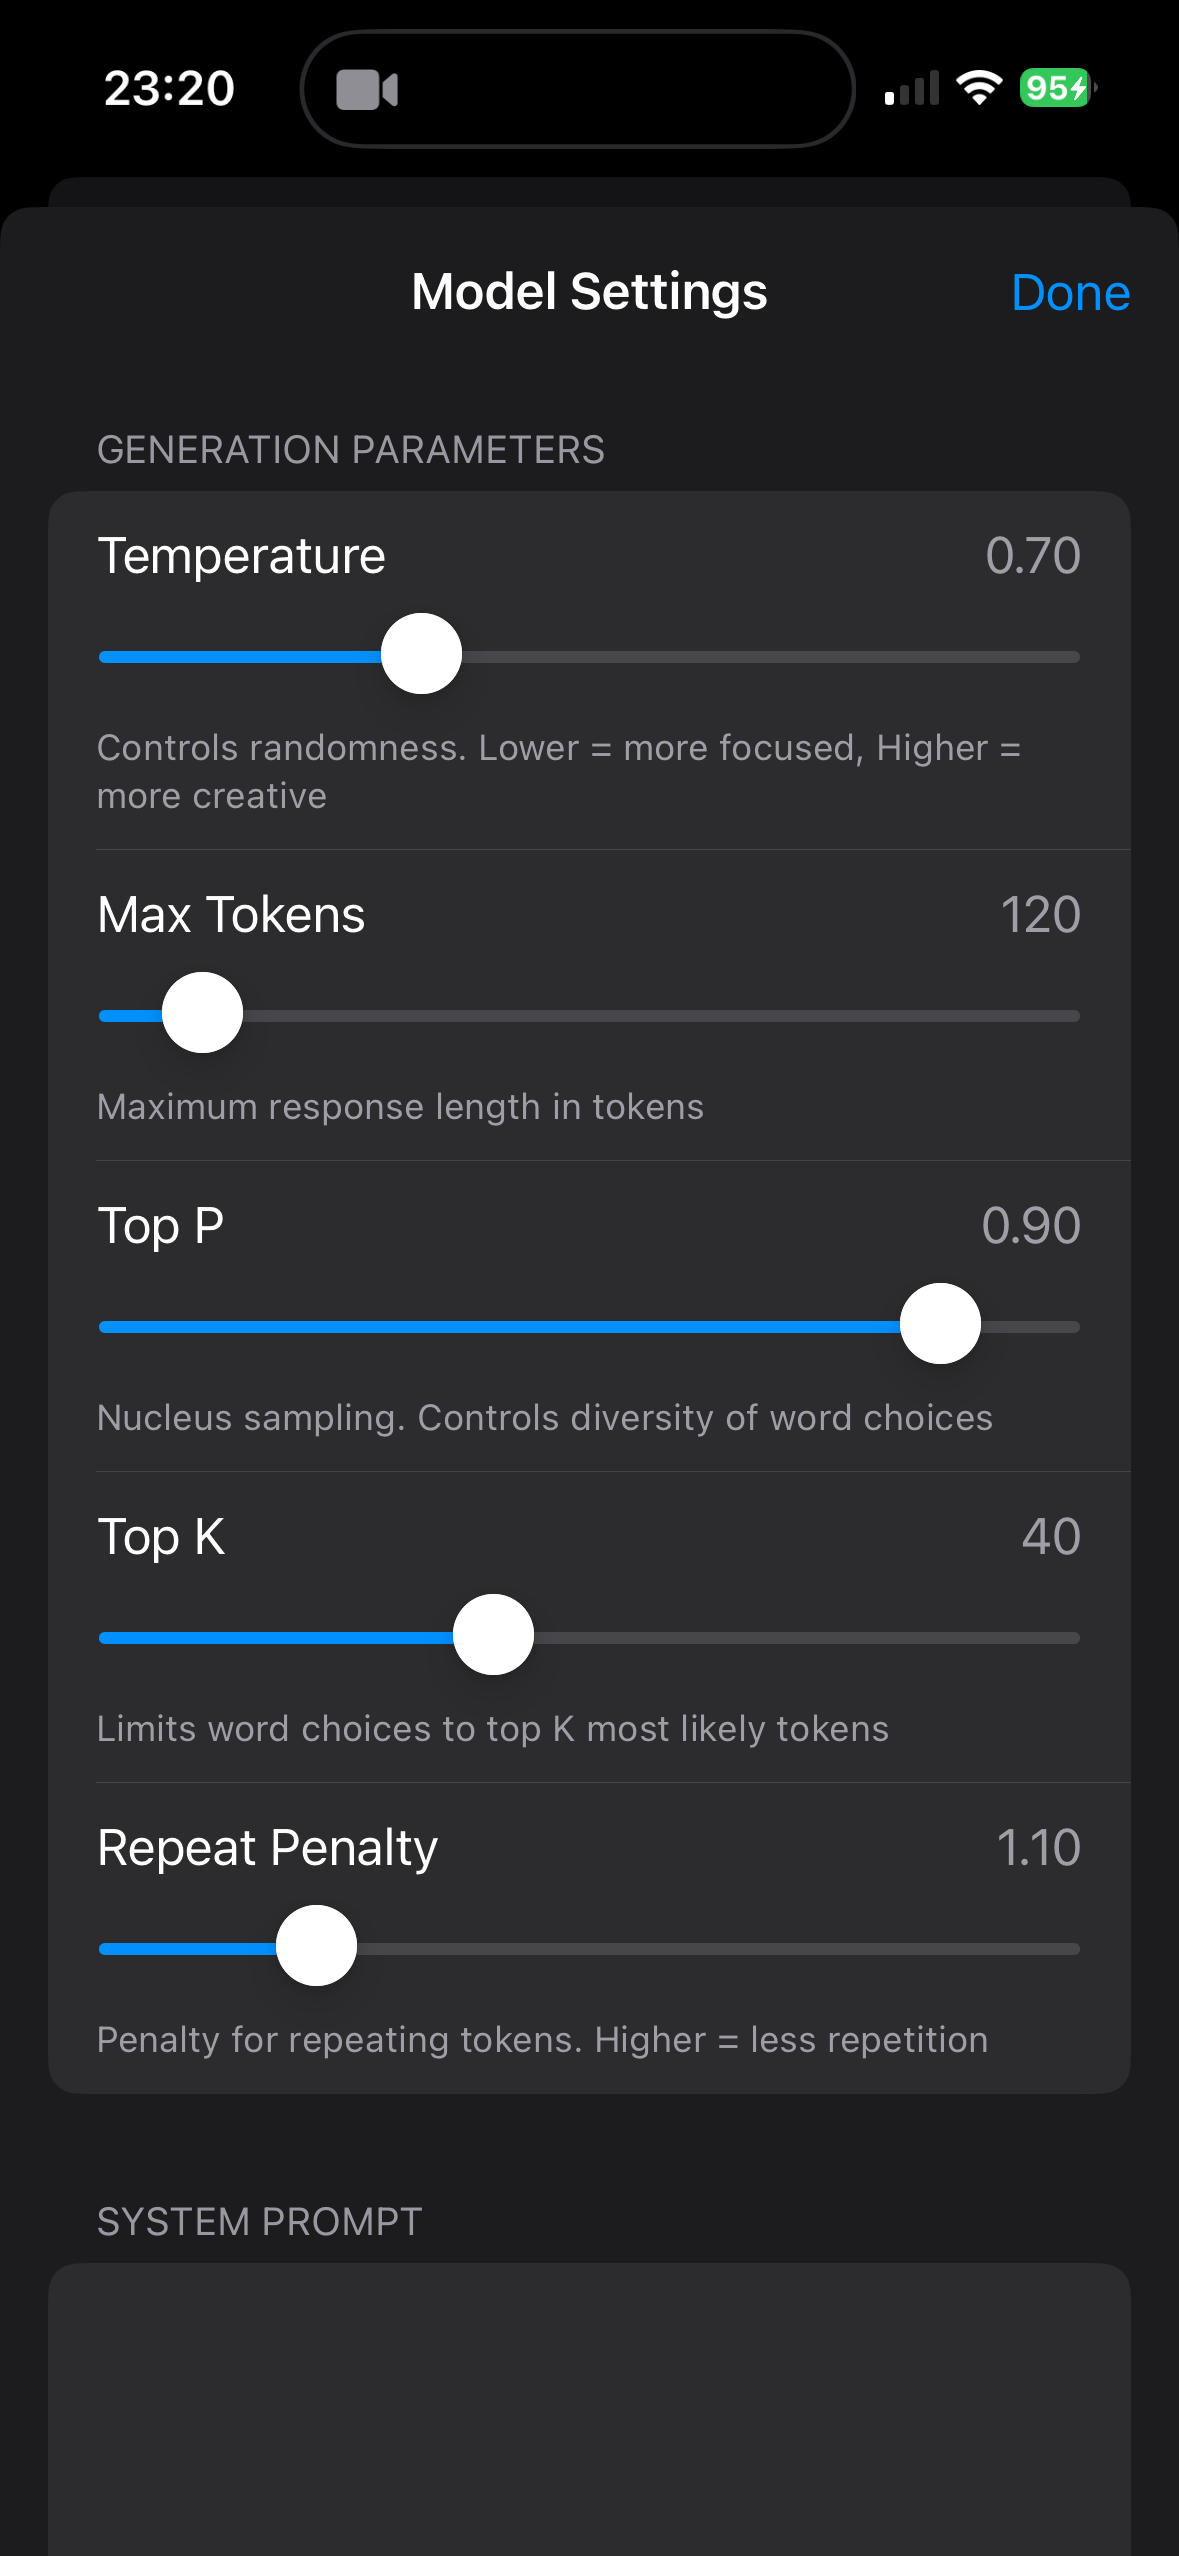 23:20
95
Model Settings
Done
GENERATION PARAMETERS
Temperature
0.70
Controls randomness. Lower = more focused, Higher =
more creative
Max Tokens
120
Maximum response length in tokens
Top P
0.90
Nucleus sampling. Controls diversity of word choices
Top K
40
Limits word choices to top K most likely tokens
Repeat Penalty
1.10
Penalty for repeating tokens. Higher = less repetition
SYSTEM PROMPT